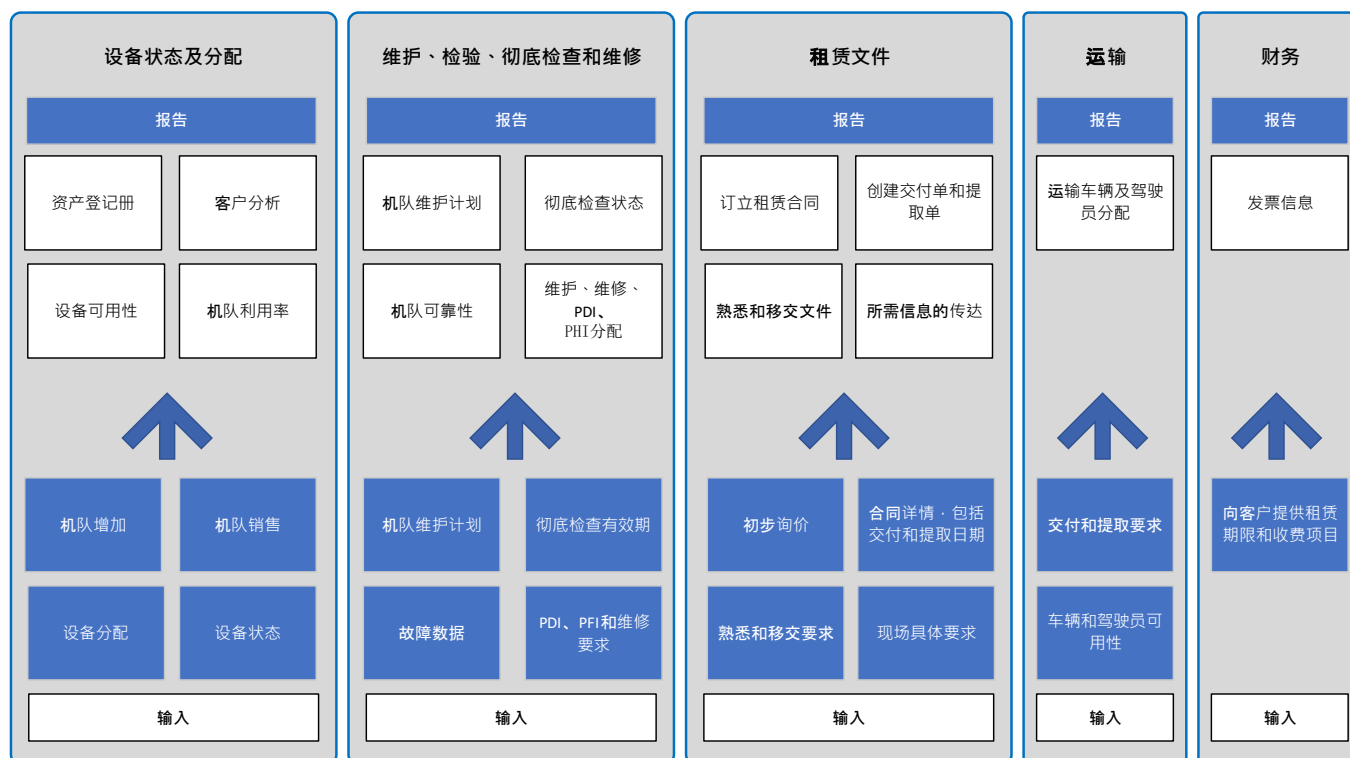 设备状态及分配
报告
资产登记册
客户分析
设备可用性
机队利用率
机队增加
机队销售
设备分配
设备状态
输入
维护、检验、彻底检查和维修
报告
机队维护计划
彻底检查状态
机队可靠性
维护、维修、
PDI、
PHI分配
机队维护计划
彻底检查有效期
故障数据
PDI、PFI和维修
要求
输入
租赁文件
报告
订立租赁合同
创建交付单和提
取单
熟悉和移交文件
所需信息的传达
初步询价
合同详情，包括
交付和提取日期
熟悉和移交要求
现场具体要求
输入
运输
报告
运输车辆及驾驶
员分配
交付和提取要求
车辆和驾驶员可
用性
输入
财务
报告
发票信息
向客户提供租赁
期限和收费项目
输入